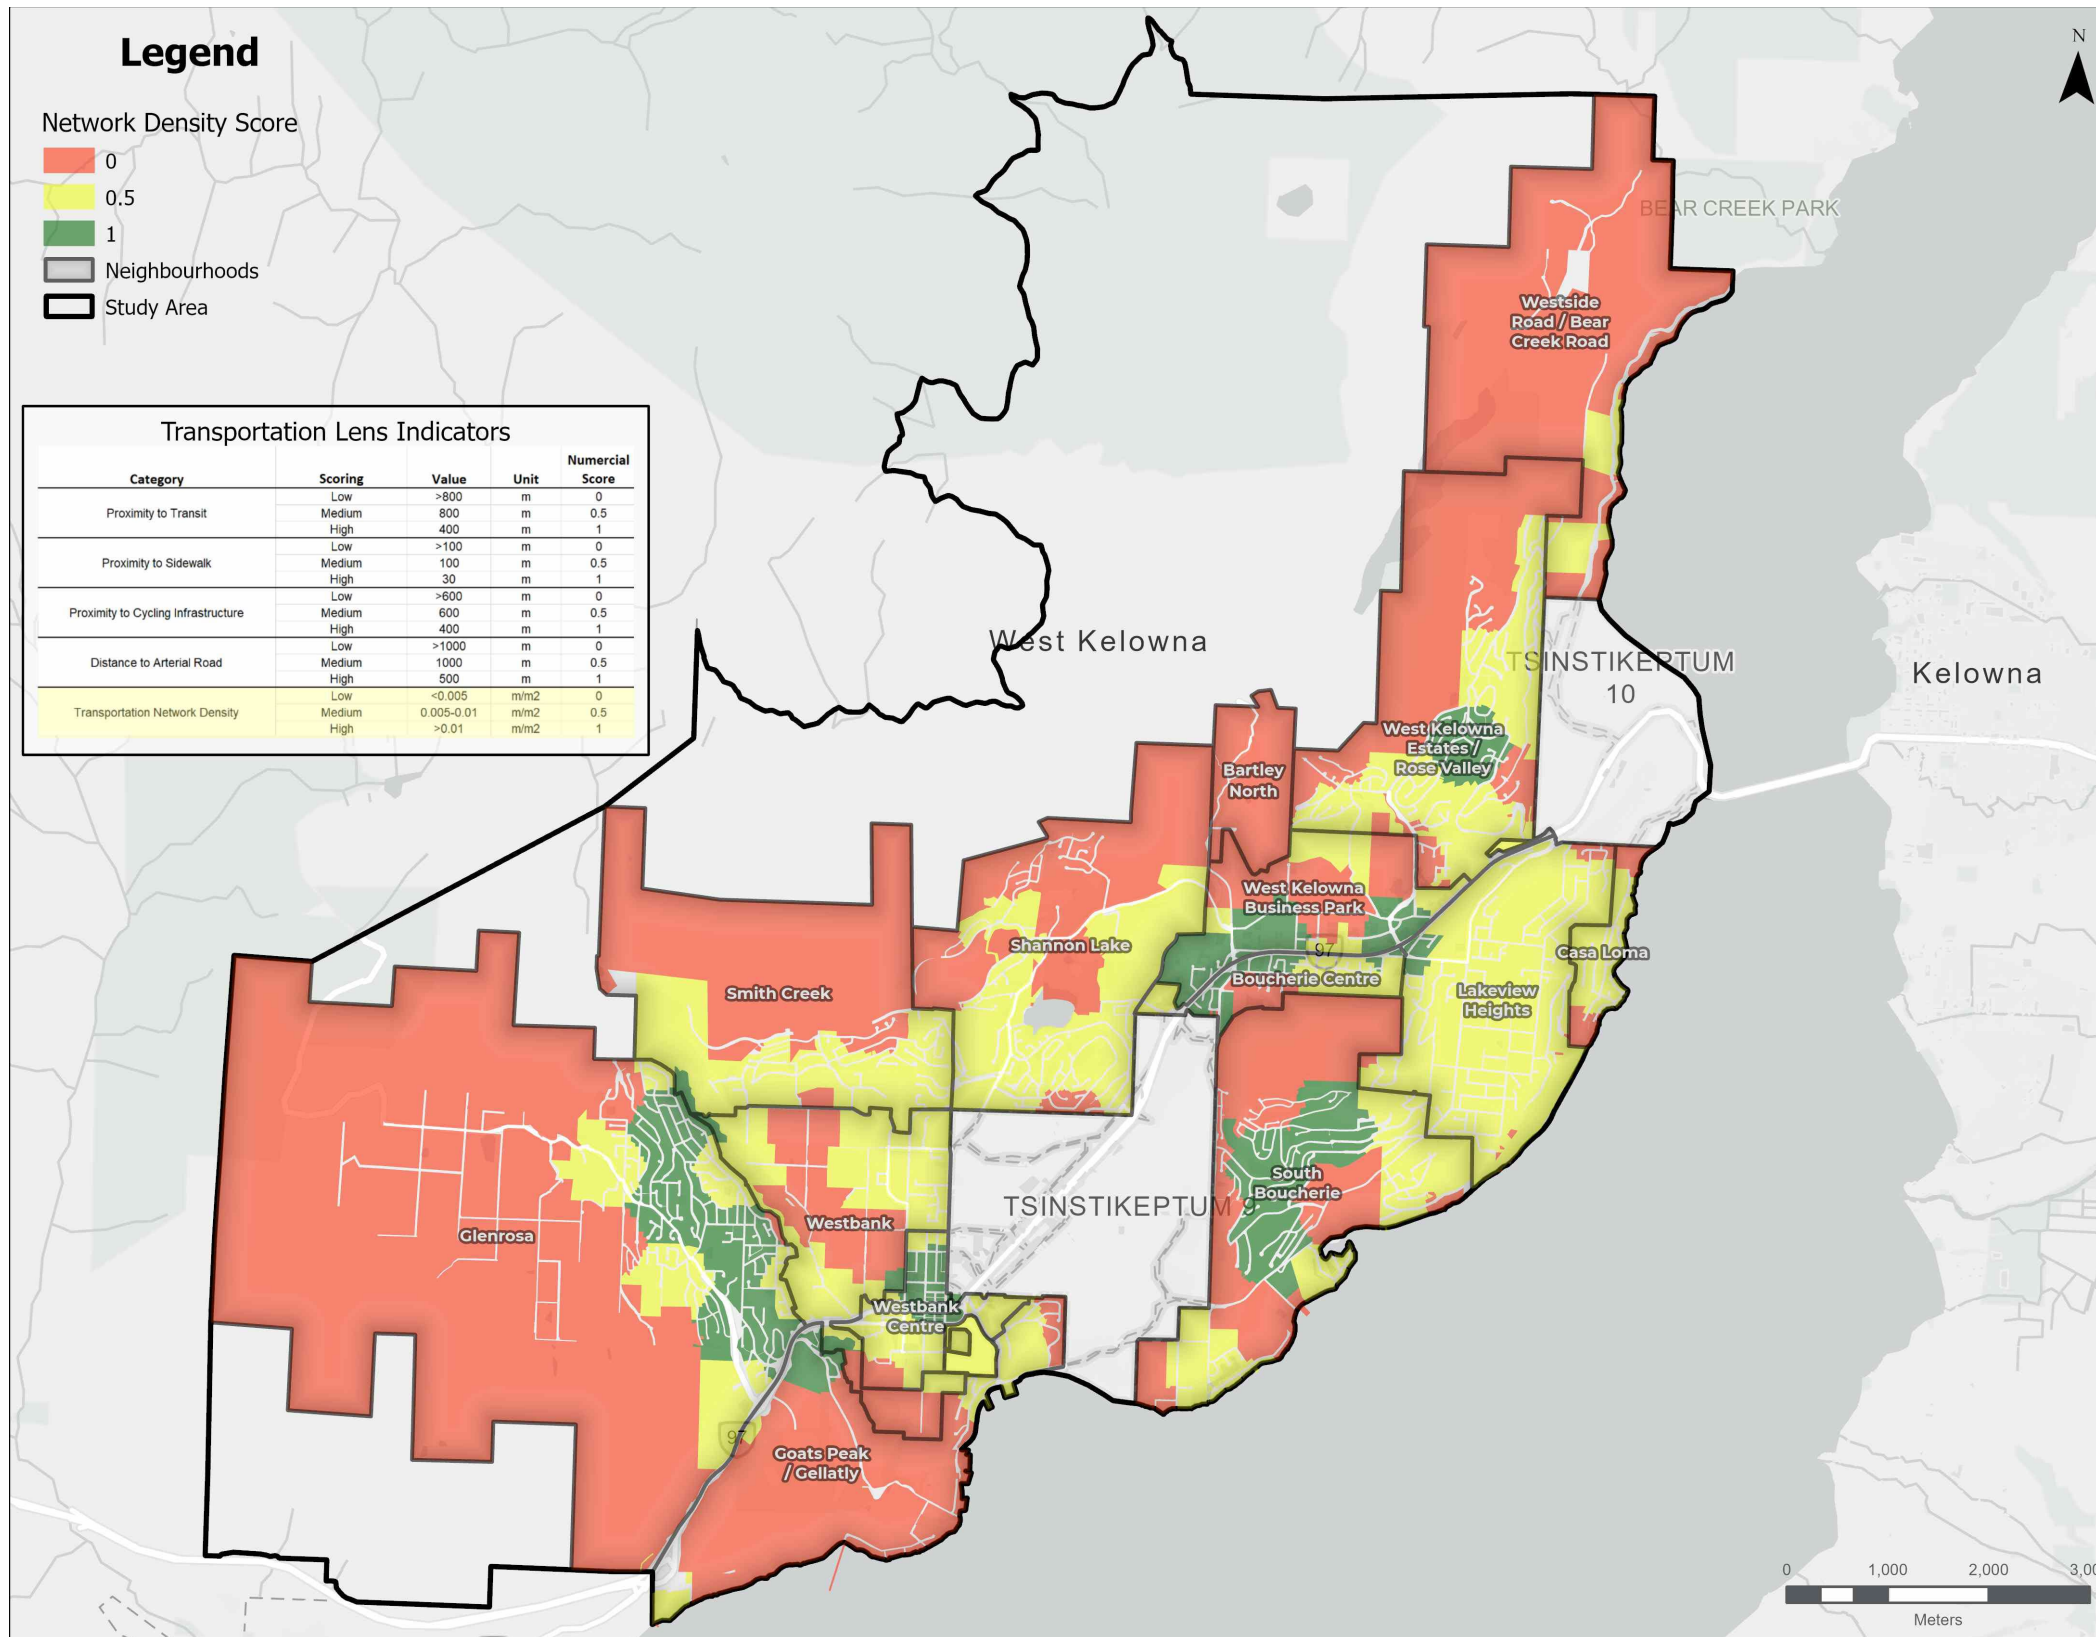 Legend
Network Density Score
0
0.5
1
Neighbourhoods
Study Area
Transportation Lens Indicators
Category Scoring Value Unit Numercial Score
Proximity to Transit
Low >800 m 0
Medium 800 m 0.5
High 400 m 1
Proximity to Sidewalk
Low >100 m 0
Medium 100 m 0.5
High 30 m 1
Proximity to Cycling Infrastructure
Low >600 m 0
Medium 600 m 0.5
High 400 m 1
Distance to Arterial Road
Low >1000 m 0
Medium 1000 m 0.5
High 500 m 1
Transportation Network Density
Low <0.005 m/m2 0
Medium 0.005-0.01 m/m2 0.5
High >0.01 m/m2 1
N
BEAR CREEK PARK
Westside
Road / Bear
Creek Road
West Kelowna
TSINSTIKEPTUM
10
Kelowna
West Kelowna
Estates /
Rose Valley
Bartley
North
West Kelowna
Business Park
Shannon Lake
97
Casa Loma
Boucherie Centre
Smith Creek
Lakeview
Heights
South
Boucherie
TSINSTIKEPTUM 9
Westbank
Glenrosa
Westbank
Centre
97
Goats Peak
/ Gellatly
0 1,000 2,000 3,00
Meters